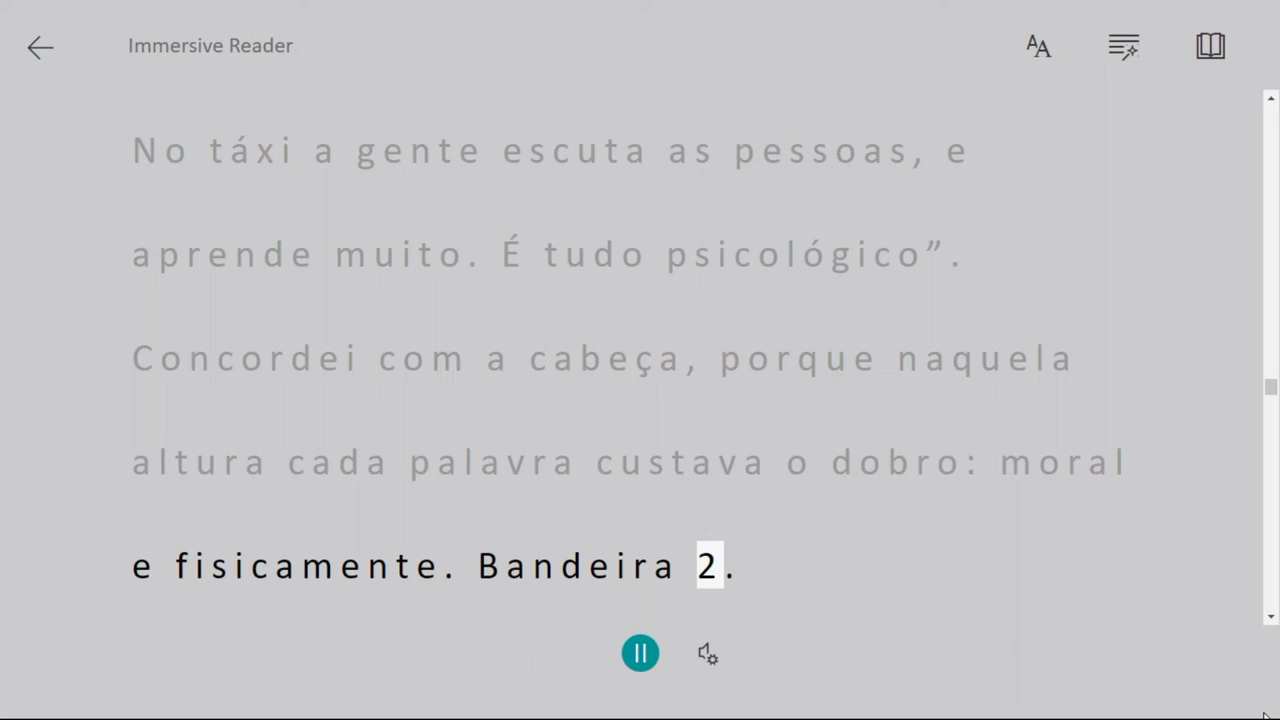 Immersive Reader
No táxi a gente escuta as pessoas, e
aprende muito. É tudo psicológico”.
Concordei com a cabeça, porque naquela
altura cada palavra custava o dobro: moral
e fisicamente. Bandeira 2.